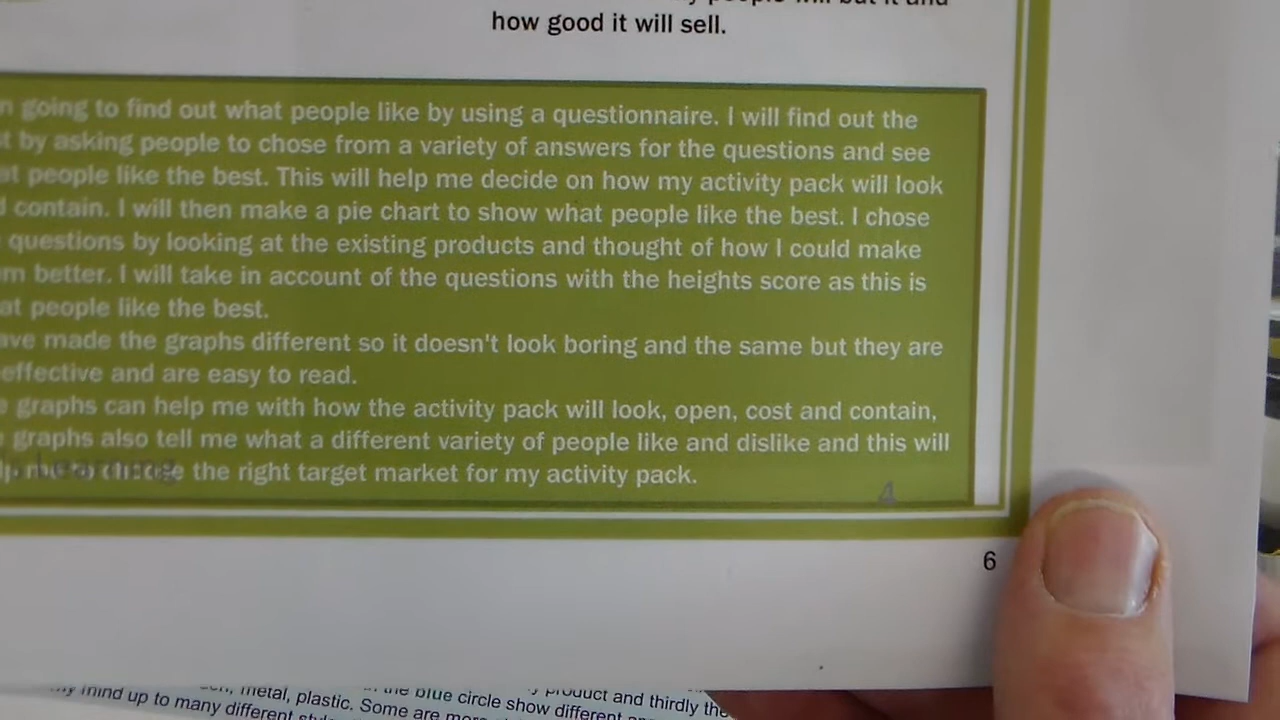 how good it will sell.
going to find out what people like by using a questionnaire. I will find out the
by asking people to chose from a variety of answers for the questions and see
people like the best. This will help me decide on how my activity pack will look
contain. I will then make a pie chart to show what people like the best. I chose
questions by looking at the existing products and thought of how I could make
better. I will take in account of the questions with the heights score as this is
people like the best.
made the graphs different so it doesn't look boring and the same but they are
effective and are easy to read.
graphs can help me with how the activity pack will look, open, cost and contain,
graphs also tell me what a different variety of people like and dislike and this will
the right target market for my activity pack.
4
6
the blue circle show different
product and thirdly the
metal, plastic. Some are
mind up to many different